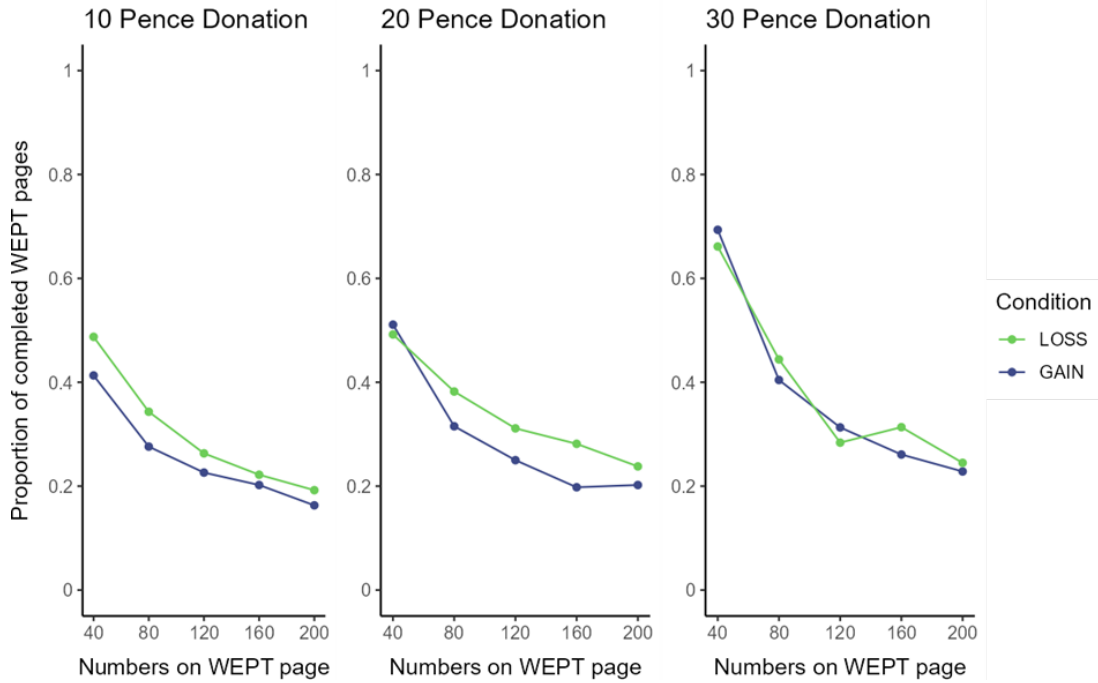 10 Pence Donation
20 Pence Donation
30 Pence Donation
Proportion of completed WEPT pages
1
0.8
0.6
0.4
0.2
0
40 80 120 160 200
Numbers on WEPT page
1
0.8
0.6
0.4
0.2
0
40 80 120 160 200
Numbers on WEPT page
1
0.8
0.6
0.4
0.2
0
40 80 120 160 200
Numbers on WEPT page
Condition
LOSS
GAIN